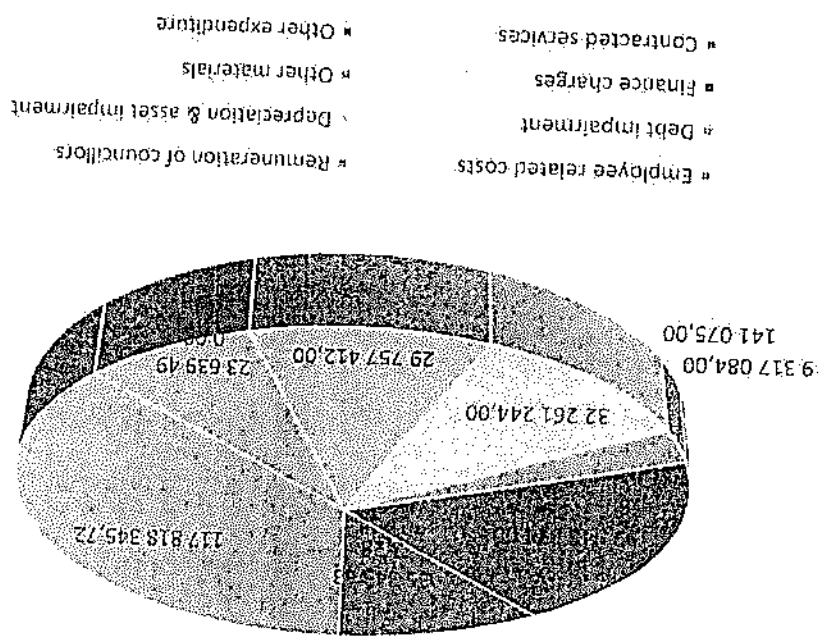 117 818 345,72
32 261 244,00
9 317 084,00
141 075,00
29 757 412,00
23 639 49
0,00
Employee related costs
Remuneration of councillors
Debt impairment
Depreciation & asset impairment
Finance charges
Other materials
Contracted services
Other expenditure